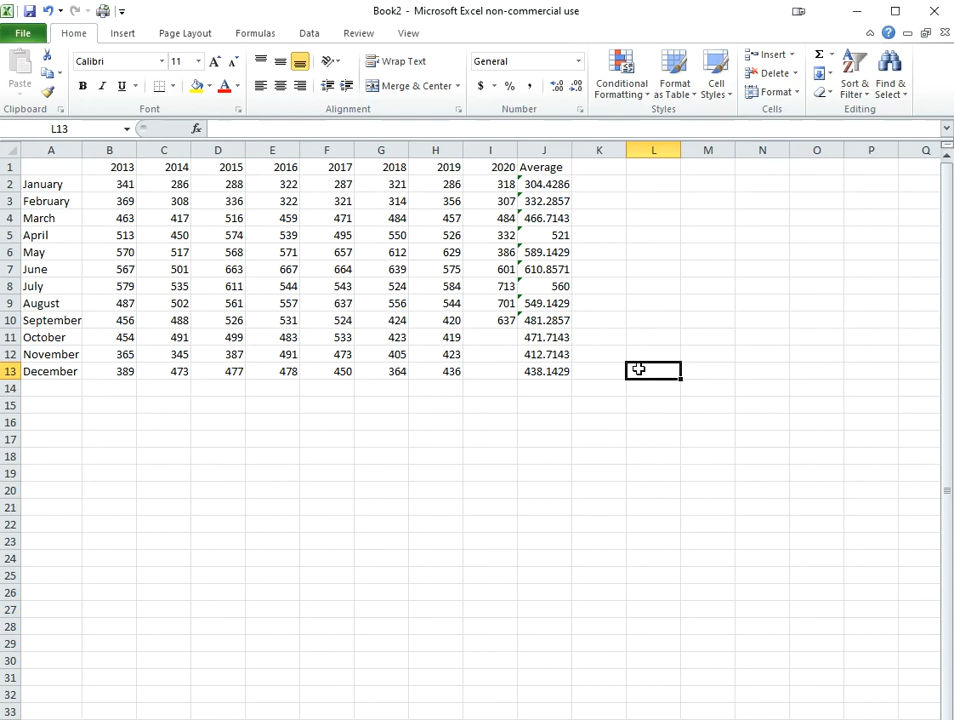 Book2 - Microsoft Excel non-commercial use
File Home Insert Page Layout Formulas Data Review View
Paste Calibri 11 A A Wrap Text General Conditional Formatting Format as Table Cell Styles Insert Delete Format Σ Sort & Filter Find & Select
B I U A Merge & Center $ % ,
Clipboard Font Alignment Number Styles Cells Editing
L13 fx
A B C D E F G H I J K L M N O P Q
1 2013 2014 2015 2016 2017 2018 2019 2020 Average
2 January 341 286 288 322 287 321 286 318 304.4286
3 February 369 308 336 322 321 314 356 307 332.2857
4 March 463 417 516 459 471 484 457 484 466.7143
5 April 513 450 574 539 495 550 526 332 521
6 May 570 517 568 571 657 612 629 386 589.1429
7 June 567 501 663 667 664 639 575 601 610.8571
8 July 579 535 611 544 543 524 584 713 560
9 August 487 502 561 557 637 556 544 701 549.1429
10 September 456 488 526 531 524 424 420 637 481.2857
11 October 454 491 499 483 533 423 419 471.7143
12 November 365 345 387 491 473 405 423 412.7143
13 December 389 473 477 478 450 364 436 438.1429
14
15
16
17
18
19
20
21
22
23
24
25
26
27
28
29
30
31
32
33